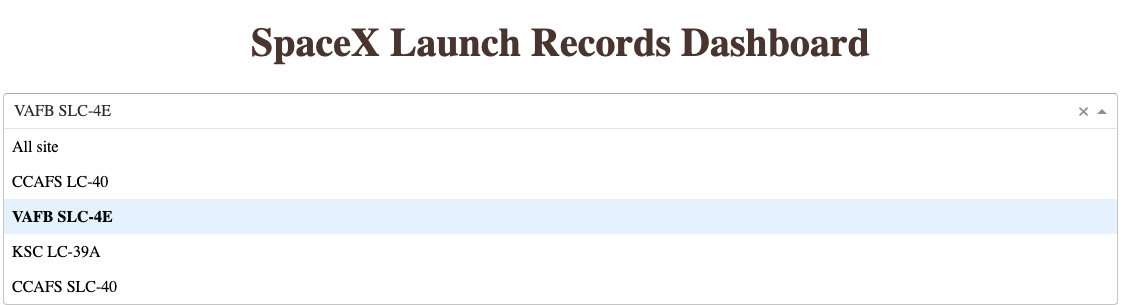 SpaceX Launch Records Dashboard
VAFB SLC-4E
All site
CCAFS LC-40
VAFB SLC-4E
KSC LC-39A
CCAFS SLC-40